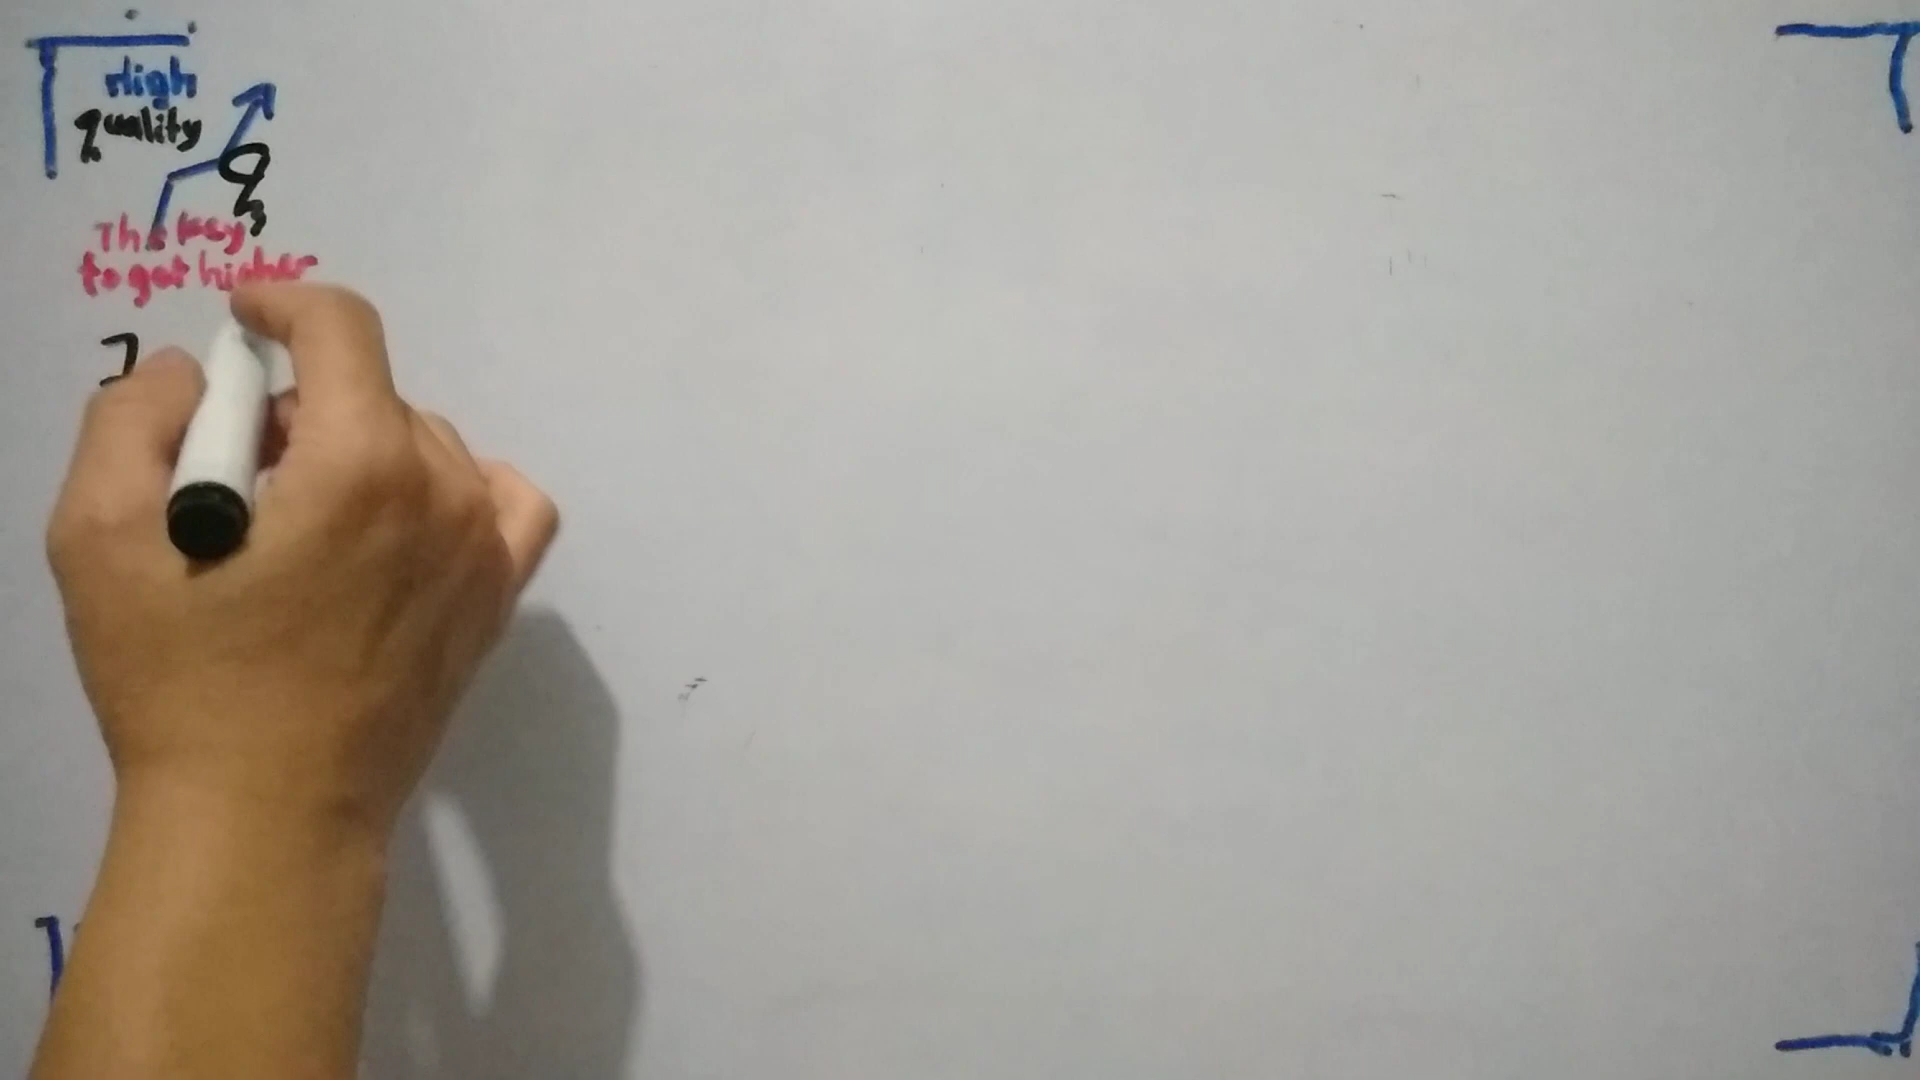 High
quality
The key
to get higher